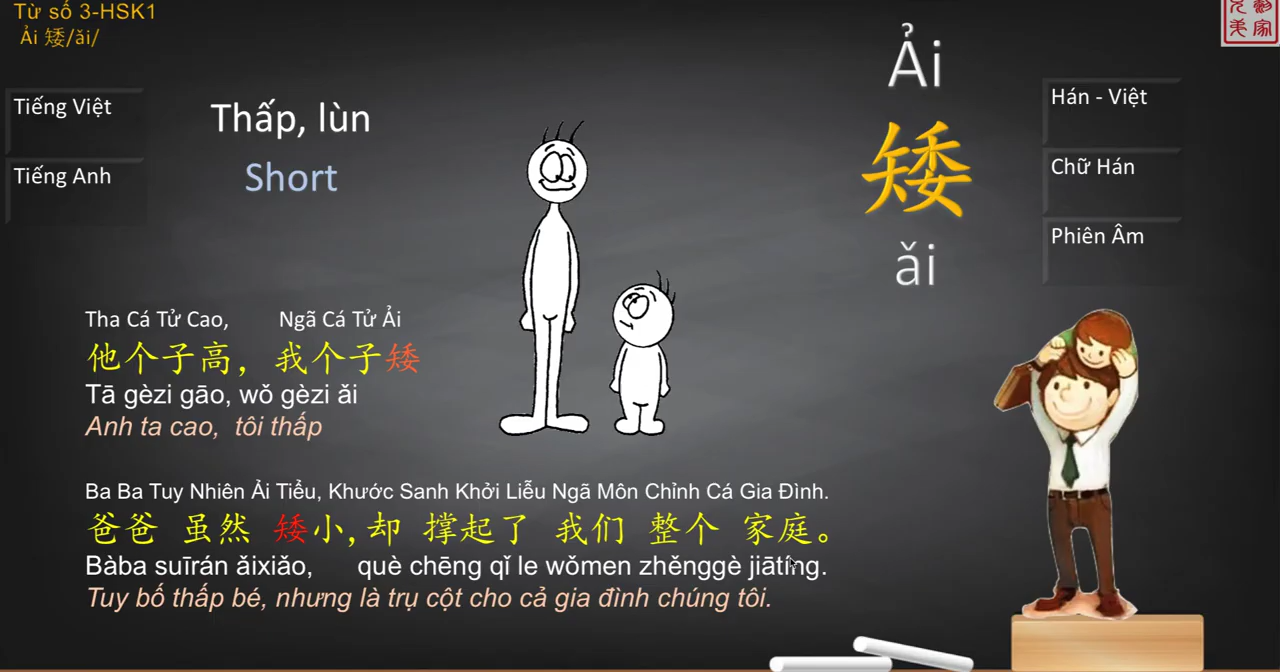 Từ số 3-HSK1
Ải 矮/ǎi/
Tiếng Việt
Thấp, lùn
Tiếng Anh
Short
Ải
矮
ǎi
Hán - Việt
Chữ Hán
Phiên Âm
Tha Cá Tử Cao, Ngã Cá Tử Ải
他个子高，我个子矮
Tā gèzi gāo, wǒ gèzi ǎi
Anh ta cao, tôi thấp
Ba Ba Tuy Nhiên Ải Tiểu, Khước Sanh Khởi Liễu Ngã Môn Chỉnh Cá Gia Đình.
爸爸 虽然 矮小,却 撑起了 我们 整个 家庭。
Bàba suīrán ǎixiǎo, què chēng qǐ le wǒmen zhěnggè jiātíng.
Tuy bố thấp bé, nhưng là trụ cột cho cả gia đình chúng tôi.